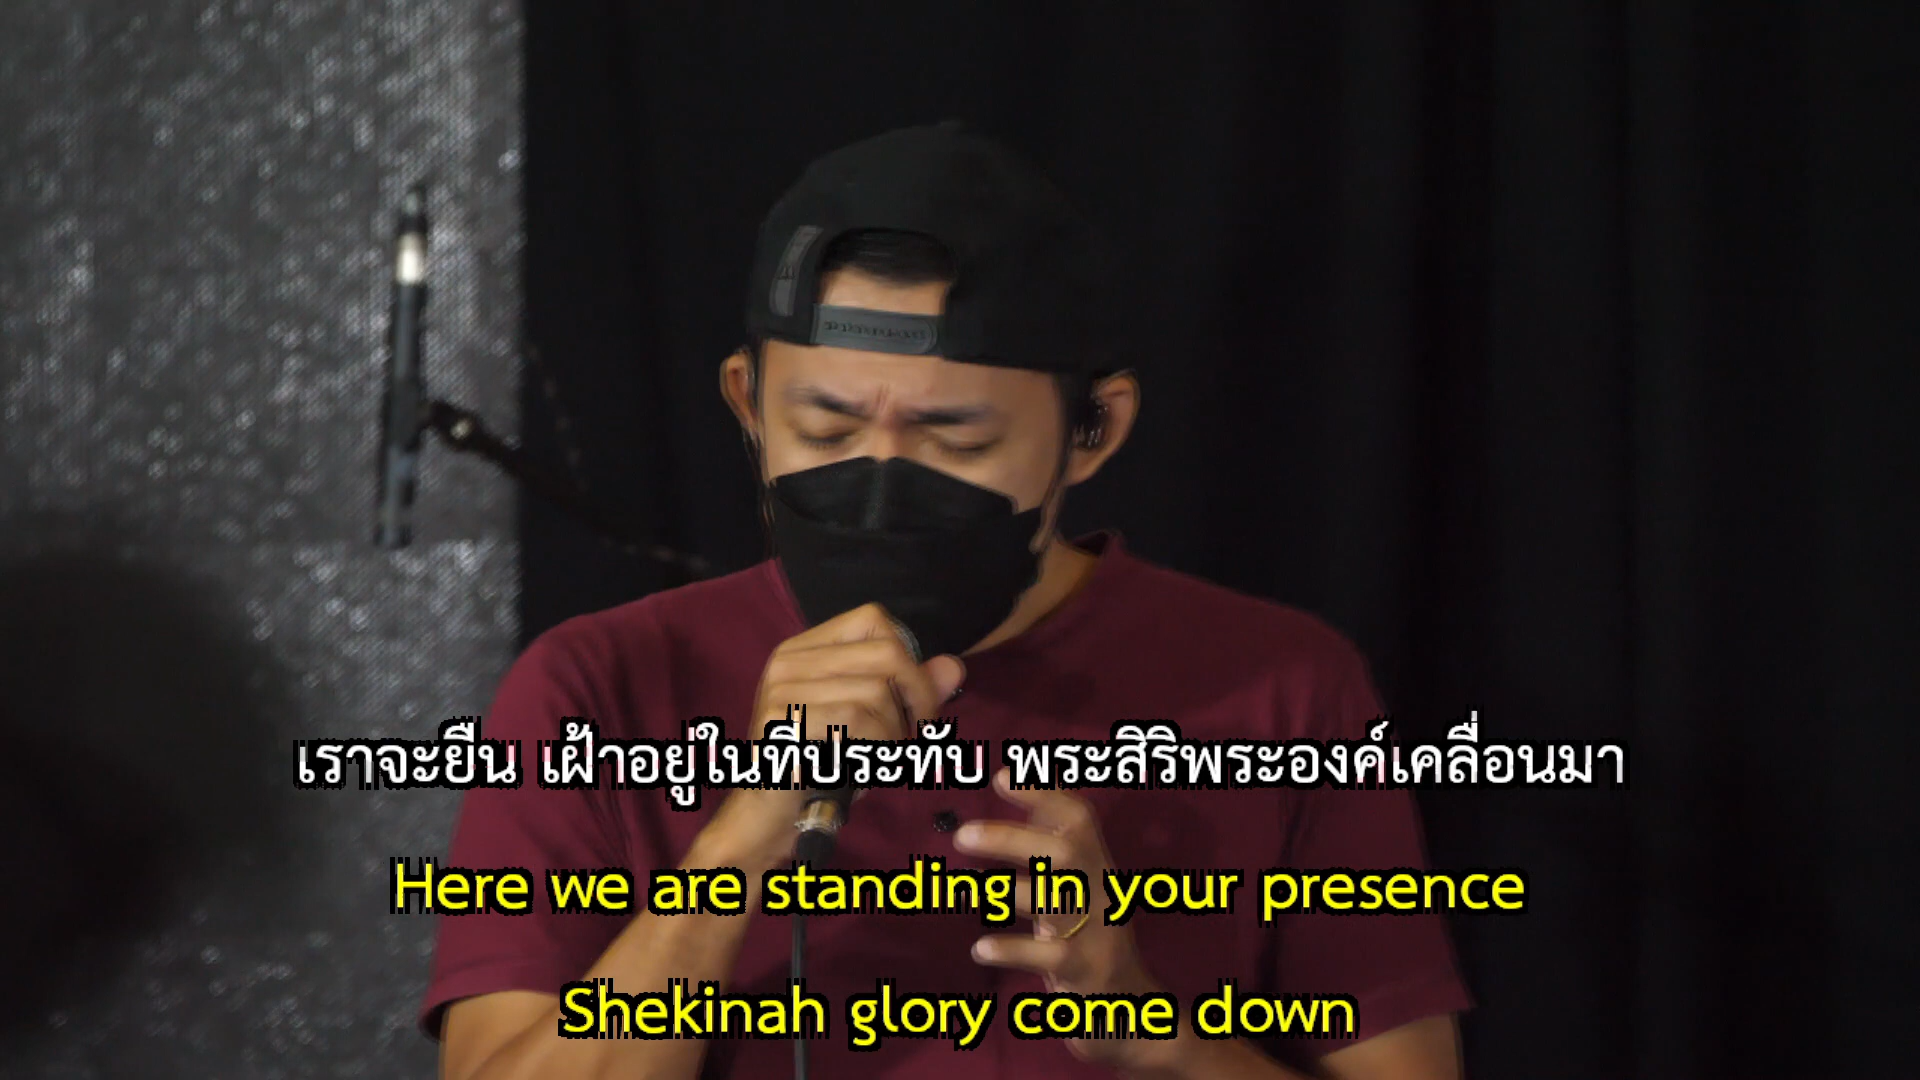 เราจะยืน เฝ้าอยู่ในที่ประทับ พระสิริพระองค์เคลื่อนมา
Here we are standing in your presence
Shekinah glory come down